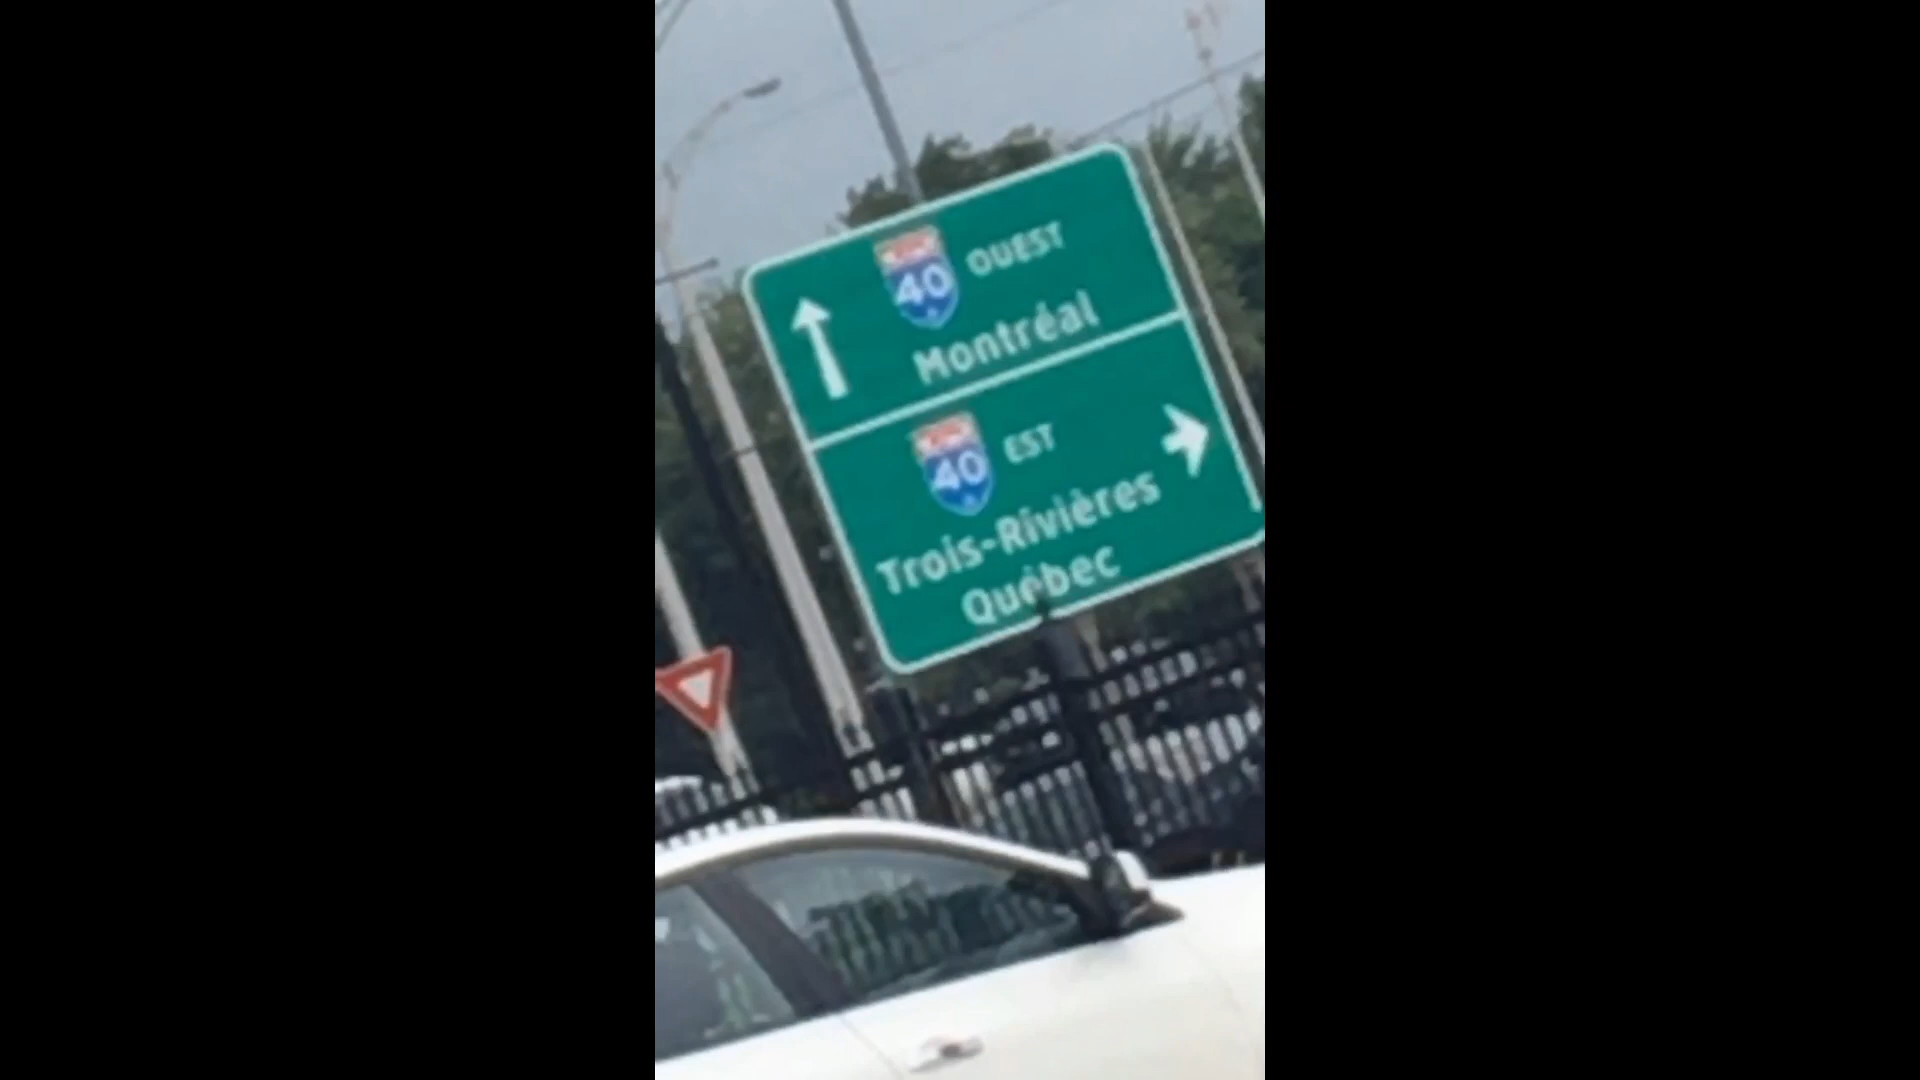 40 OUEST
Montréal
40 EST
Trois-Rivières
Québec